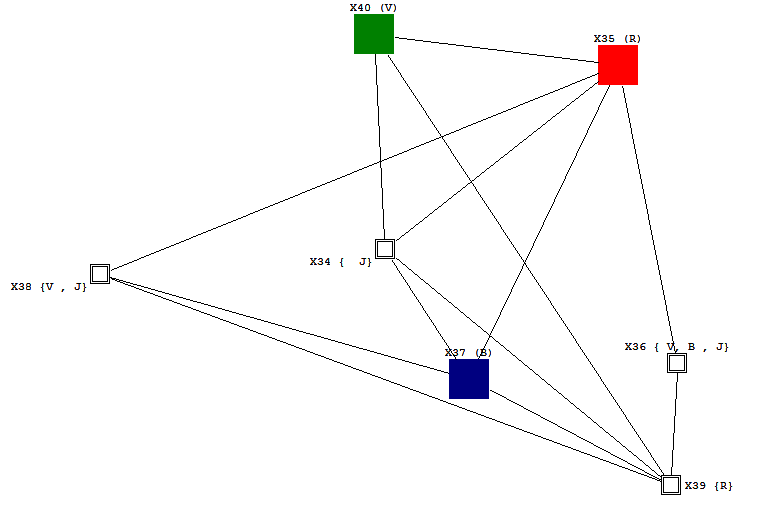 X40 (V)
X35 (R)
X34 {  J}
X38 {V , J}
X36 { V, B , J}
X37 (B)
X39 {R}